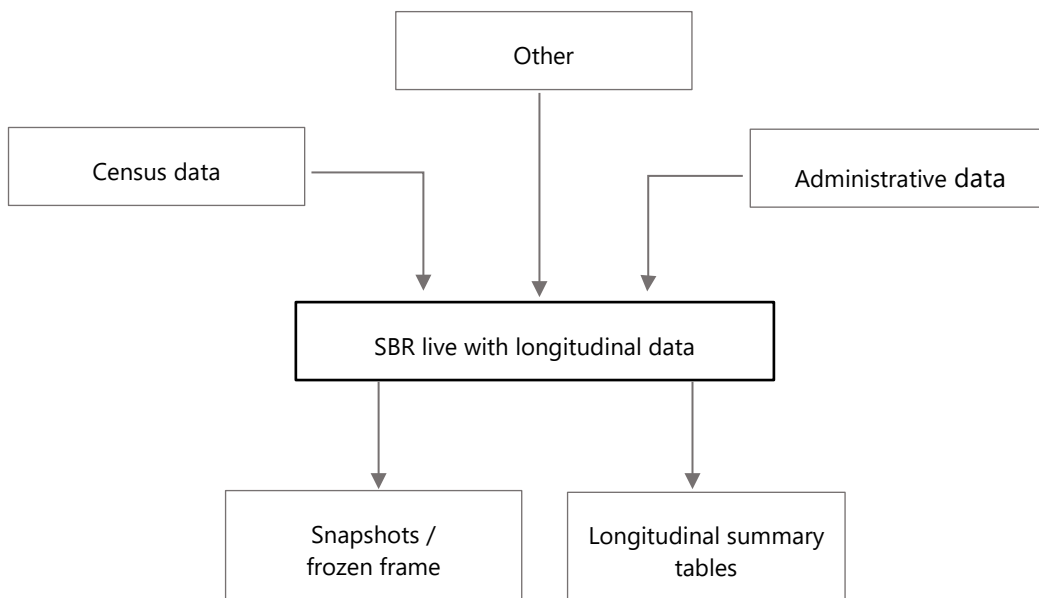 Other
Census data
Administrative data
SBR live with longitudinal data
Snapshots /
frozen frame
Longitudinal summary
tables